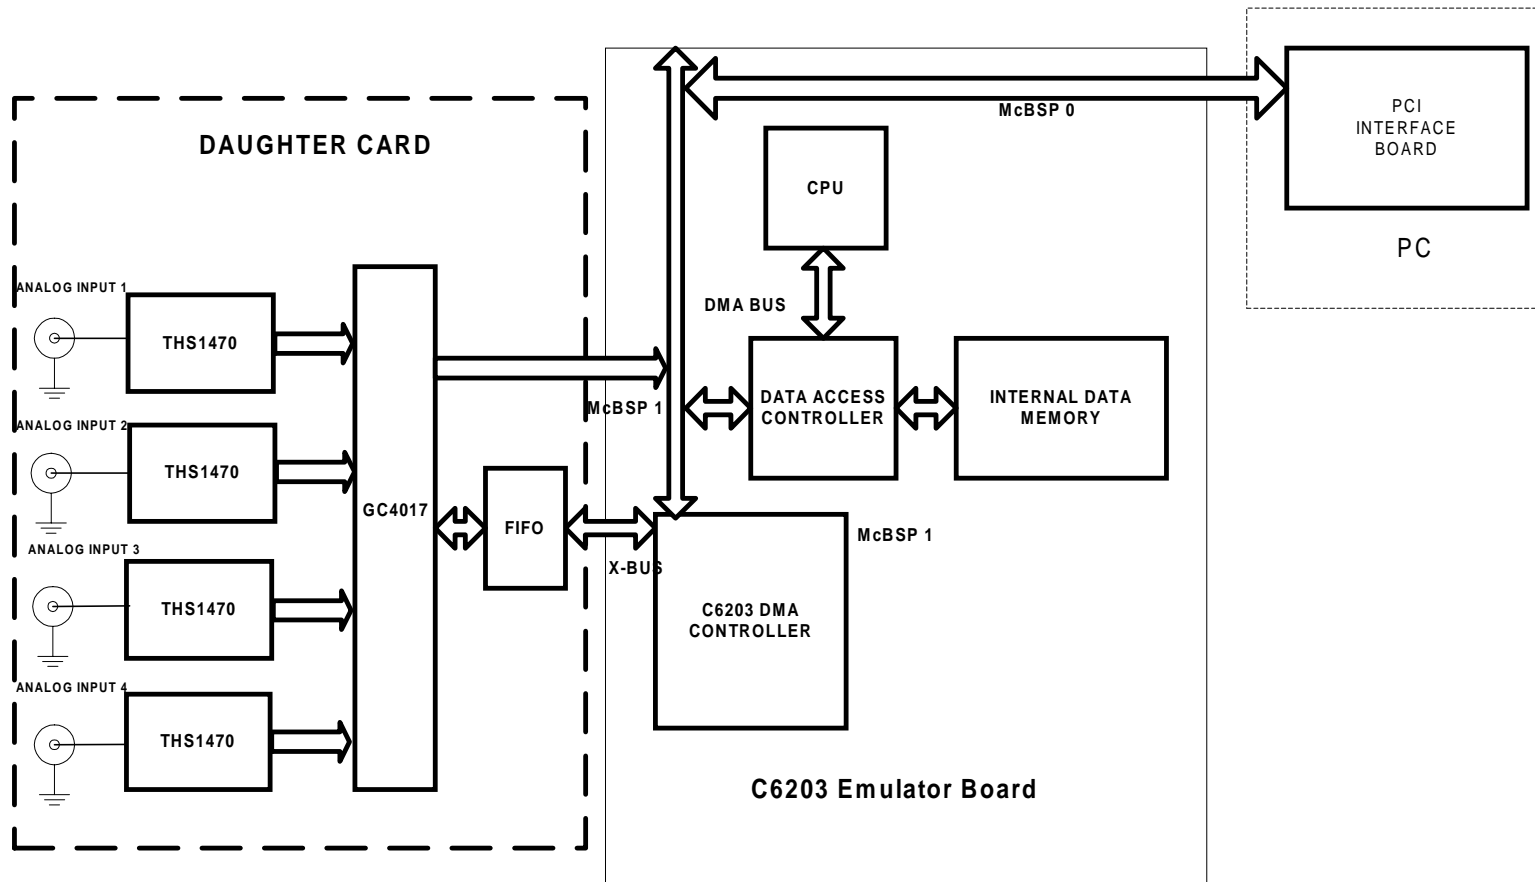 DAUGHTER CARD
ANALOG INPUT 1
THS1470
ANALOG INPUT 2
THS1470
ANALOG INPUT 3
THS1470
ANALOG INPUT 4
THS1470
GC4017
FIFO
McBSP 1
X-BUS
McBSP 0
CPU
DMA BUS
DATA ACCESS
CONTROLLER
INTERNAL DATA
MEMORY
McBSP 1
C6203 DMA
CONTROLLER
C6203 Emulator Board
PCI
INTERFACE
BOARD
PC